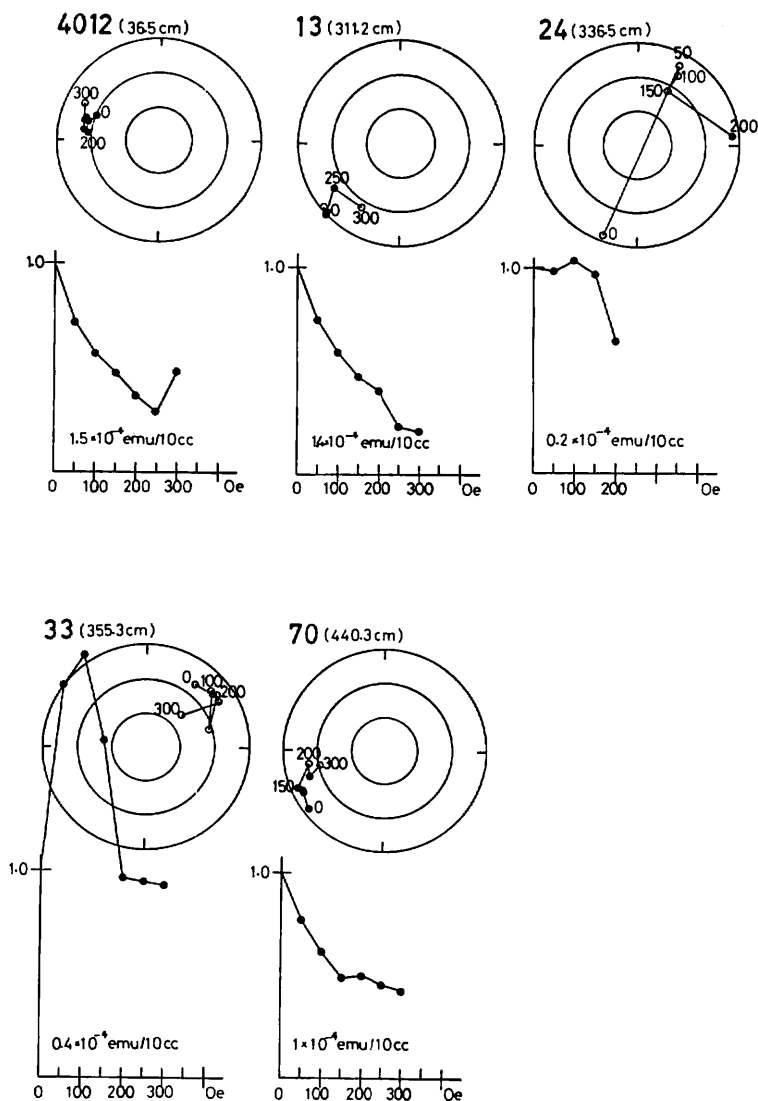 4012 (36.5 cm)
300
0
200
1.0
1.5×10⁻⁴ emu/10cc
0 100 200 300 Oe
13 (311.2 cm)
250
0
300
1.0
14×10⁻⁴ emu/10cc
0 100 200 300 Oe
24 (336.5 cm)
50
100
150
200
0
1.0
0.2×10⁻⁴ emu/10cc
0 100 200 Oe
33 (355.3 cm)
0 100 200
300
1.0
0.4×10⁻⁴ emu/10cc
0 100 200 300 Oe
70 (440.3 cm)
200
300
150
0
1.0
1×10⁻⁴ emu/10cc
0 100 200 300 Oe